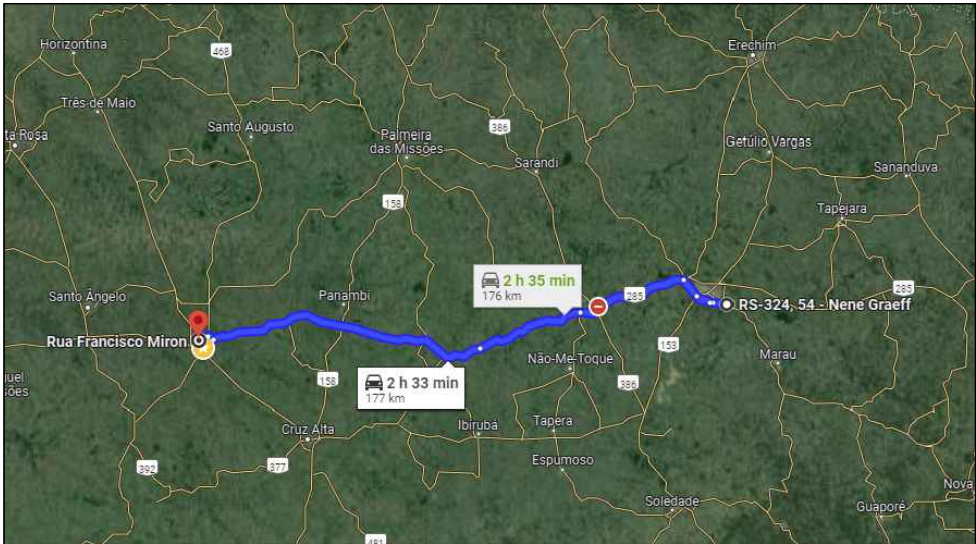 Horizontina
468
Erechim
Três de Maio
ta Rosa
Santo Augusto
386
Palmeira
das Missões
Sarandi
Getúlio Vargas
Sananduva
158
Tapejara
2 h 35 min
176 km
Santo Ângelo
Panambi
285
285
RS-324, 54 - Nene Graeff
Rua Francisco Miron
153
Não-Me-Toque
Marau
guel
sões
158
2 h 33 min
177 km
386
Cruz Alta
Ibirubá
Tapera
392
377
Espumoso
Nova
Soledade
Guaporé
481